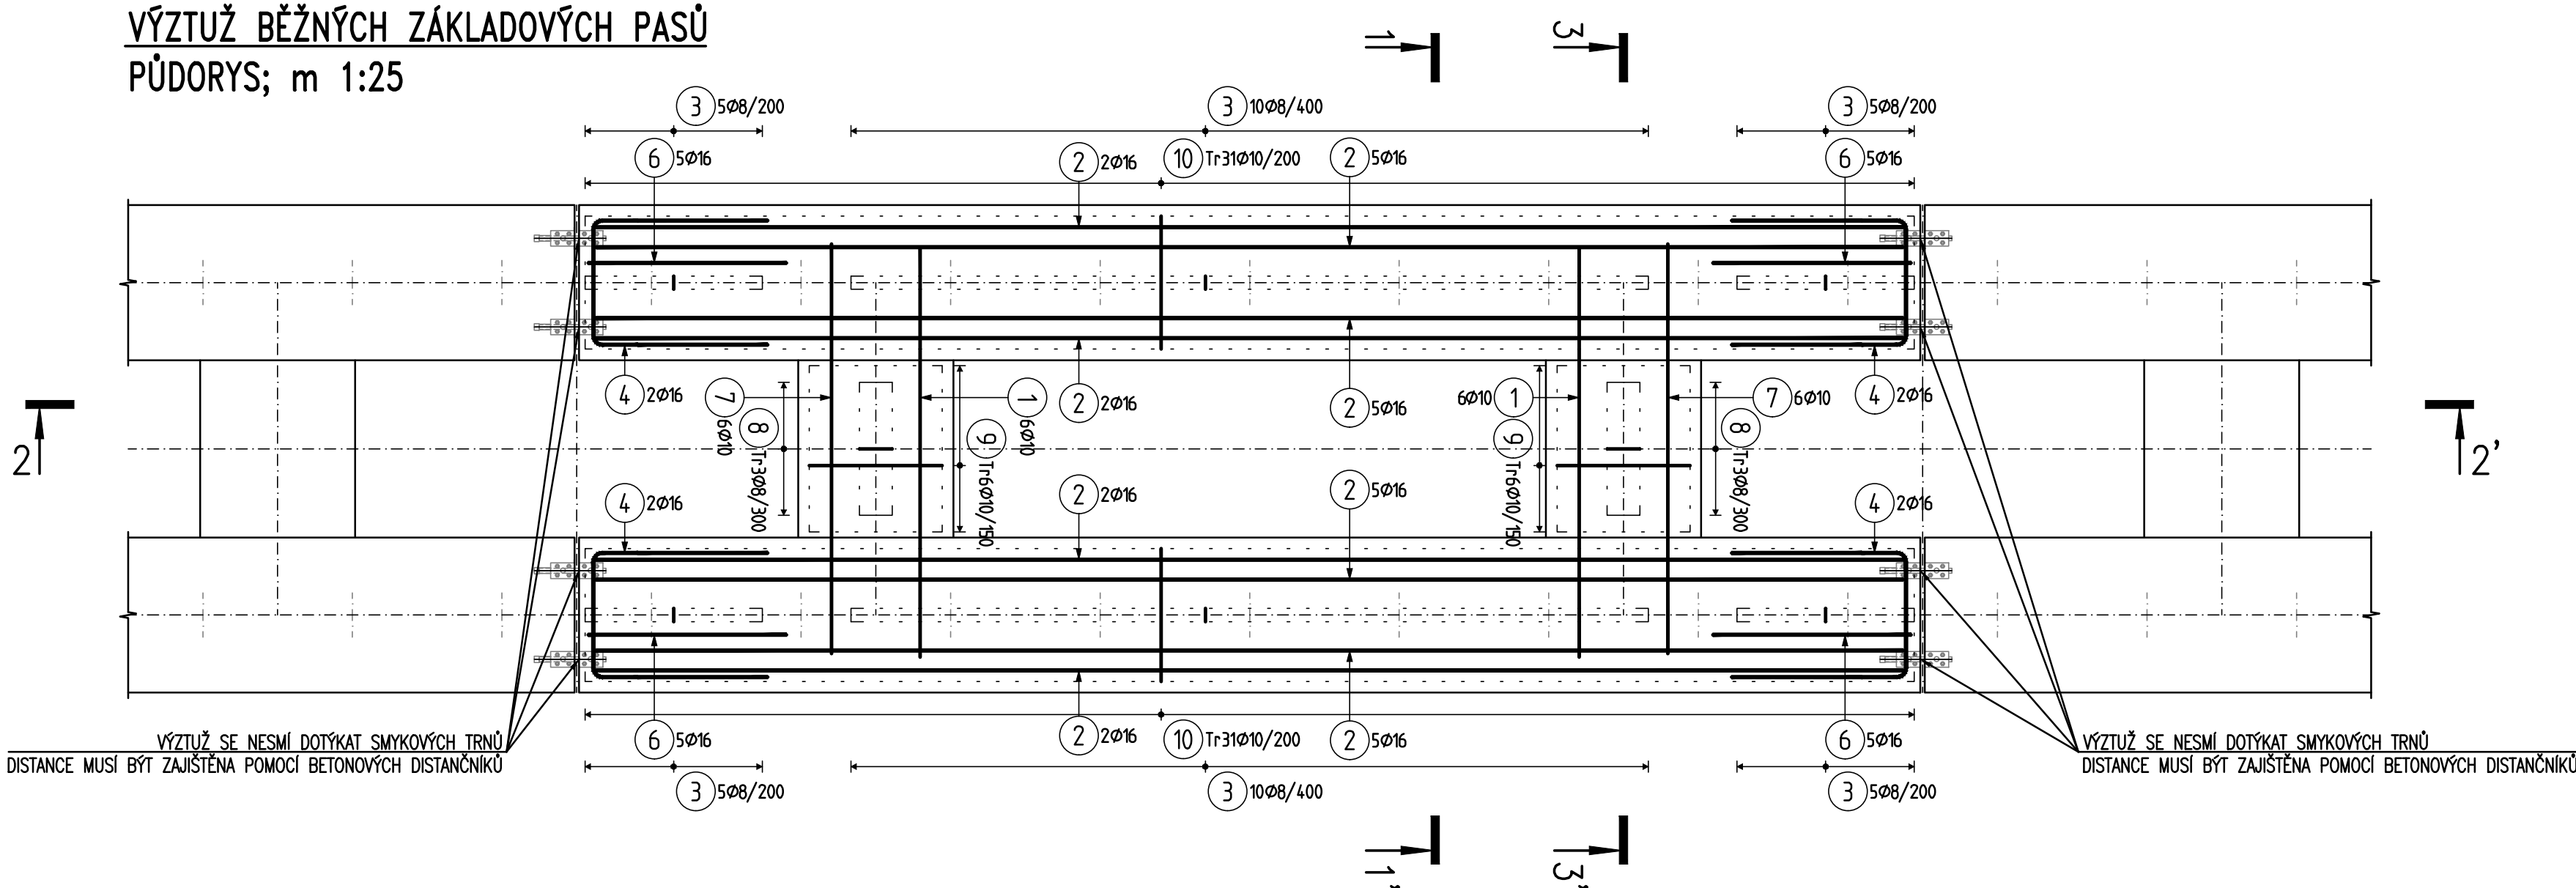 VÝZTUŽ BĚŽNÝCH ZÁKLADOVÝCH PASŮ
PŮDORYS; m 1:25
1
3
3 5Ø8/200
3 10Ø8/400
3 5Ø8/200
6 5Ø16
2 2Ø16
10 Tr31Ø10/200
2 5Ø16
6 5Ø16
4 2Ø16
7 6Ø10
8 Tr3Ø8/300
1 6Ø10
9 Tr6Ø10/150
2 2Ø16
2 5Ø16
6Ø10 1
9 Tr6Ø10/150
7 6Ø10
8 Tr3Ø8/300
4 2Ø16
2
2'
4 2Ø16
2 2Ø16
2 5Ø16
4 2Ø16
6 5Ø16
2 2Ø16
10 Tr31Ø10/200
2 5Ø16
6 5Ø16
VÝZTUŽ SE NESMÍ DOTÝKAT SMYKOVÝCH TRNŮ
DISTANCE MUSÍ BÝT ZAJIŠTĚNA POMOCÍ BETONOVÝCH DISTANČNÍKŮ
VÝZTUŽ SE NESMÍ DOTÝKAT SMYKOVÝCH TRNŮ
DISTANCE MUSÍ BÝT ZAJIŠTĚNA POMOCÍ BETONOVÝCH DISTANČNÍKŮ
3 5Ø8/200
3 10Ø8/400
3 5Ø8/200
1'
3'